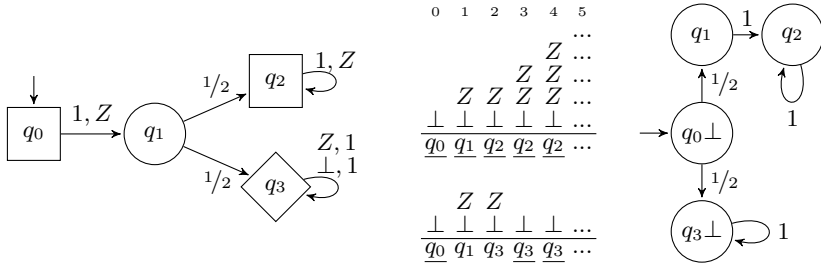 q0
1, Z
q1
1/2
q2
1, Z
1/2
q3
Z, 1
⊥, 1
0 1 2 3 4 5
...
Z ...
Z Z ...
Z Z Z Z ...
⊥ ⊥ ⊥ ⊥ ⊥ ...
q0 q1 q2 q2 q2 ...
Z Z
⊥ ⊥ ⊥ ⊥ ⊥ ...
q0 q1 q3 q3 q3 ...
q1
1
q2
1
1/2
q0⊥
1/2
q3⊥
1